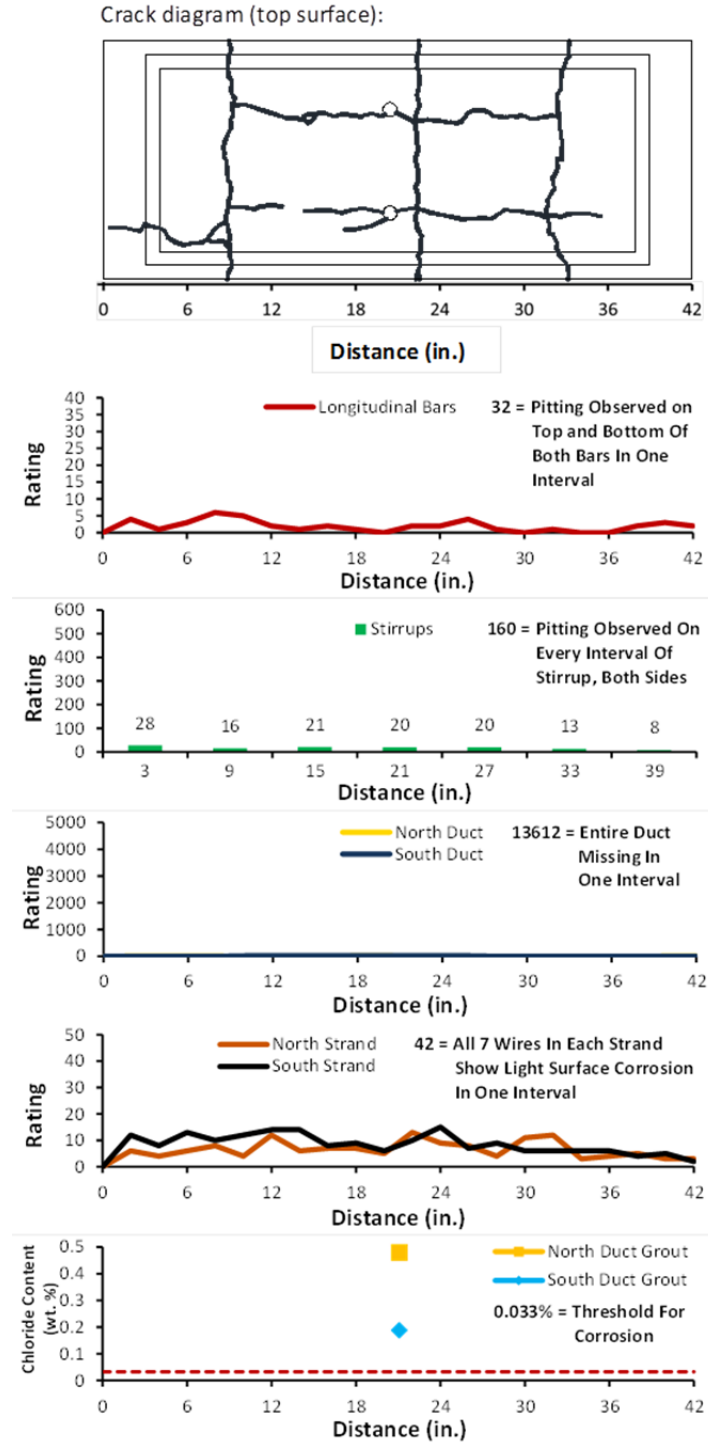 Crack diagram (top surface):
0 6 12 18 24 30 36 42
Distance (in.)
40
35
30
25
20
15
10
5
0
Rating
Longitudinal Bars
32 = Pitting Observed on
Top and Bottom Of
Both Bars In One
Interval
0 6 12 18 24 30 36 42
Distance (in.)
600
500
400
300
200
100
0
Rating
Stirrups
160 = Pitting Observed On
Every Interval Of
Stirrup, Both Sides
28 16 21 20 20 13 8
3 9 15 21 27 33 39
Distance (in.)
5000
4000
3000
2000
1000
0
Rating
North Duct
South Duct
13612 = Entire Duct
Missing In
One Interval
0 6 12 18 24 30 36 42
Distance (in.)
50
40
30
20
10
0
Rating
North Strand
South Strand
42 = All 7 Wires In Each Strand
Show Light Surface Corrosion
In One Interval
0 6 12 18 24 30 36 42
Distance (in.)
0.5
0.4
0.3
0.2
0.1
0
Chloride Content
(wt. %)
North Duct Grout
South Duct Grout
0.033% = Threshold For
Corrosion
0 6 12 18 24 30 36 42
Distance (in.)